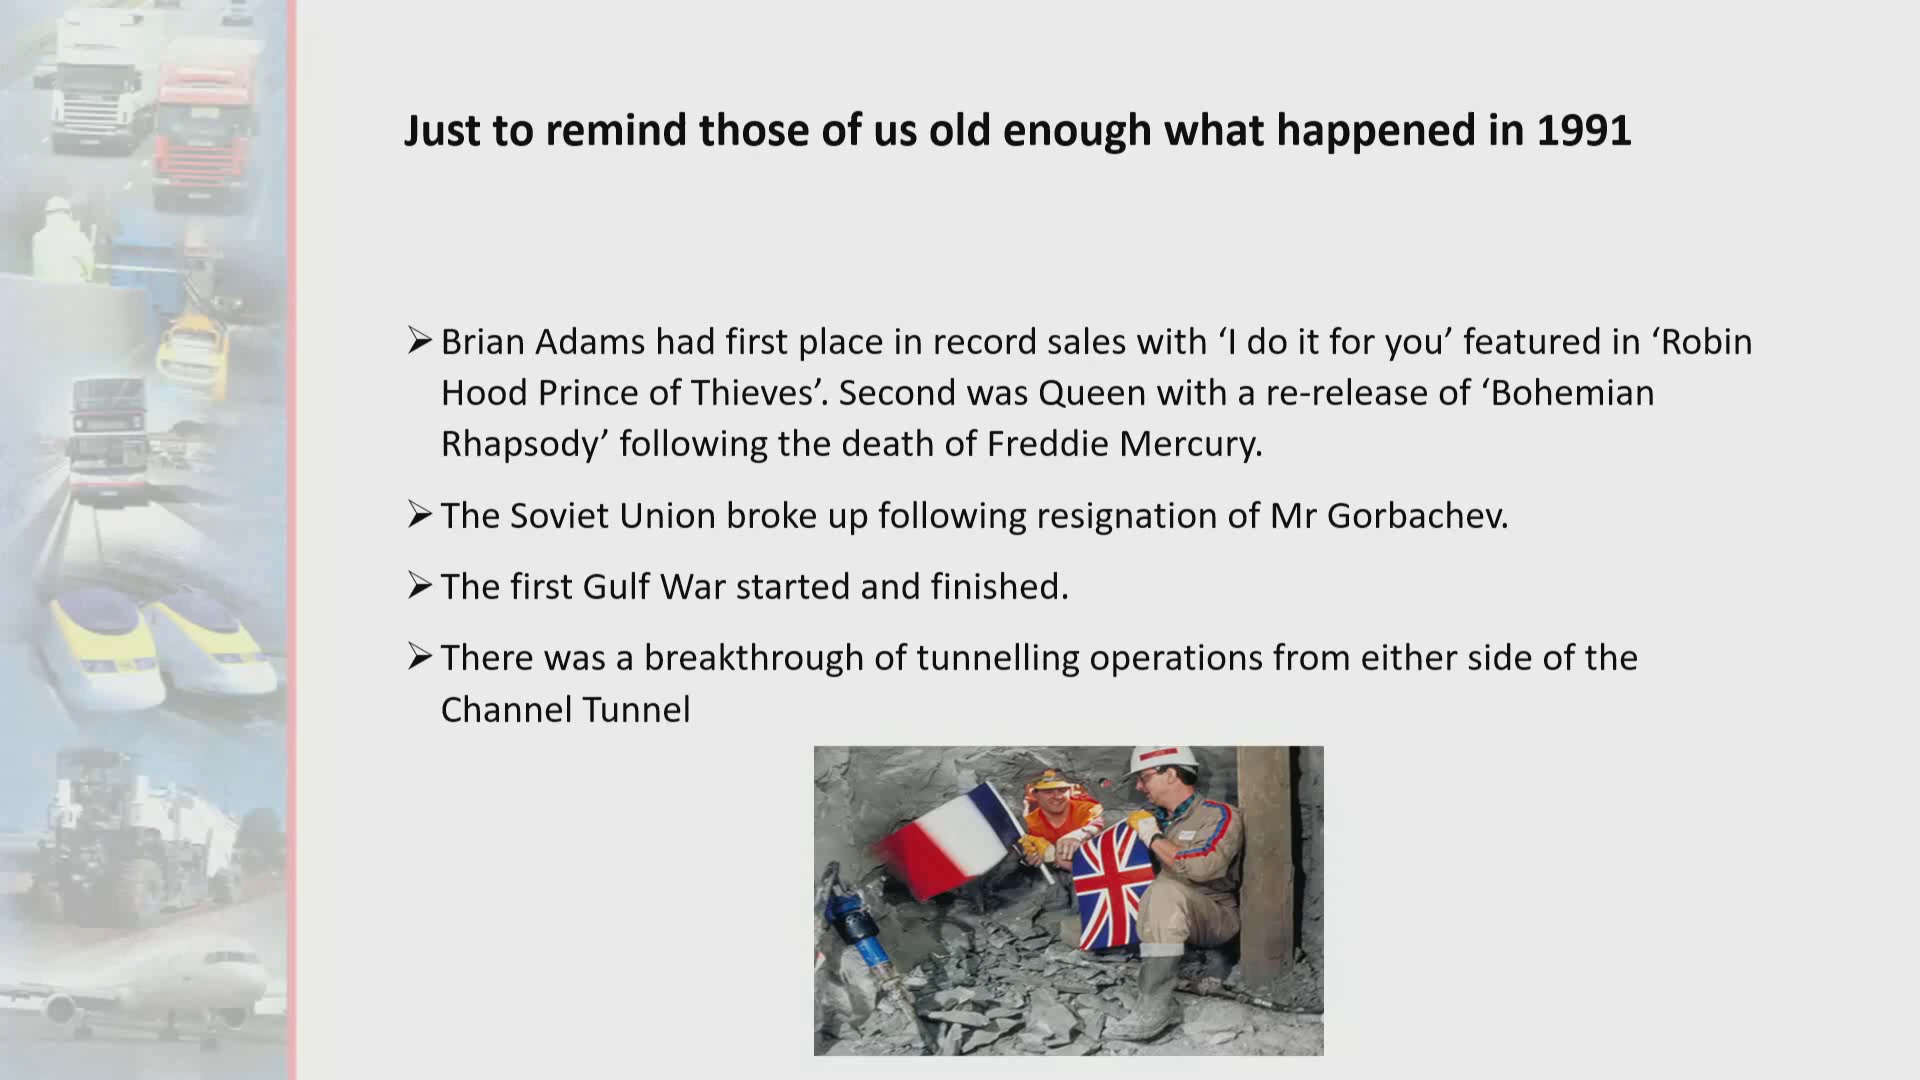 Just to remind those of us old enough what happened in 1991
➢ Brian Adams had first place in record sales with ‘I do it for you’ featured in ‘Robin
Hood Prince of Thieves’. Second was Queen with a re-release of ‘Bohemian
Rhapsody’ following the death of Freddie Mercury.
➢ The Soviet Union broke up following resignation of Mr Gorbachev.
➢ The first Gulf War started and finished.
➢ There was a breakthrough of tunnelling operations from either side of the
Channel Tunnel